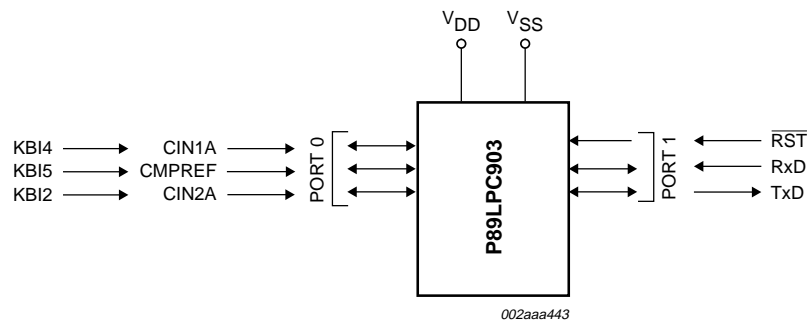 VDD VSS
KBI4 CIN1A
KBI5 CMPREF
KBI2 CIN2A
PORT 0
P89LPC903
PORT 1
RST
RxD
TxD
002aaa443